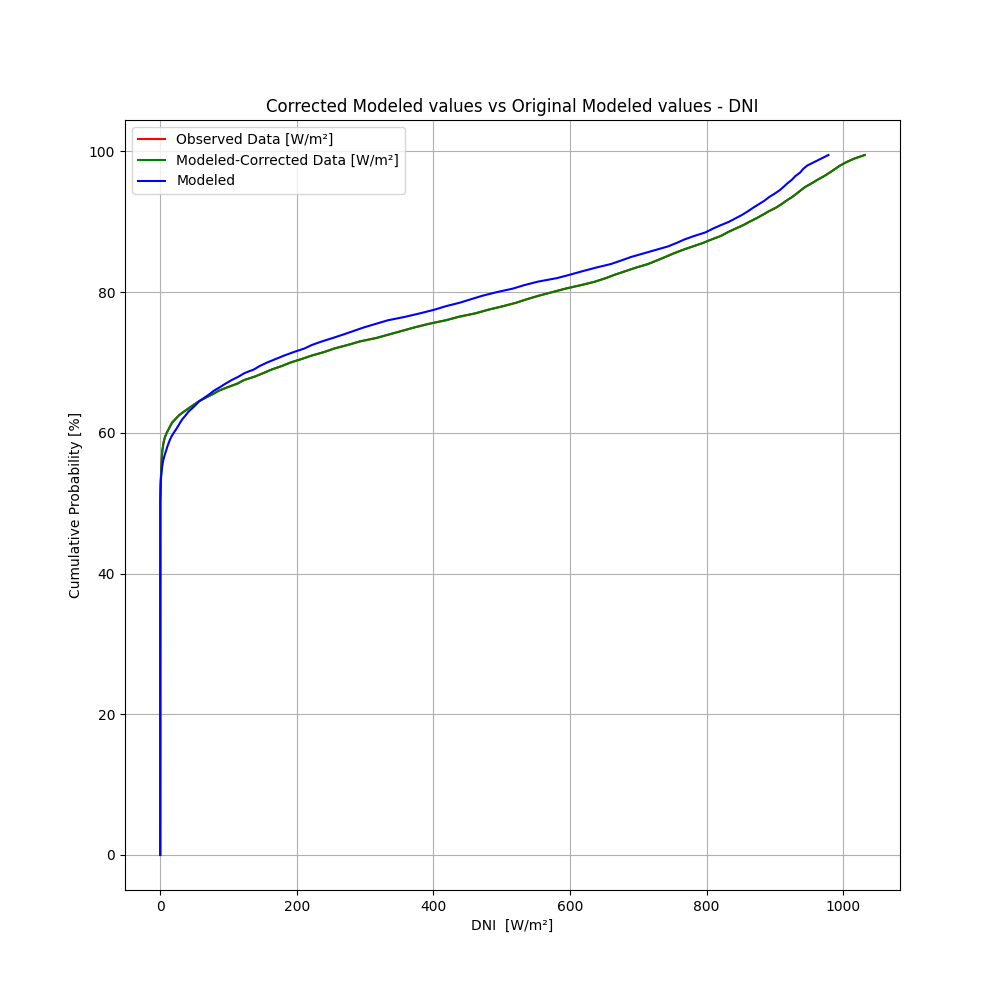 Corrected Modeled values vs Original Modeled values - DNI
Observed Data [W/m²]
Modeled-Corrected Data [W/m²]
Modeled
100
80
60
40
20
0
Cumulative Probability [%]
0 200 400 600 800 1000
DNI [W/m²]